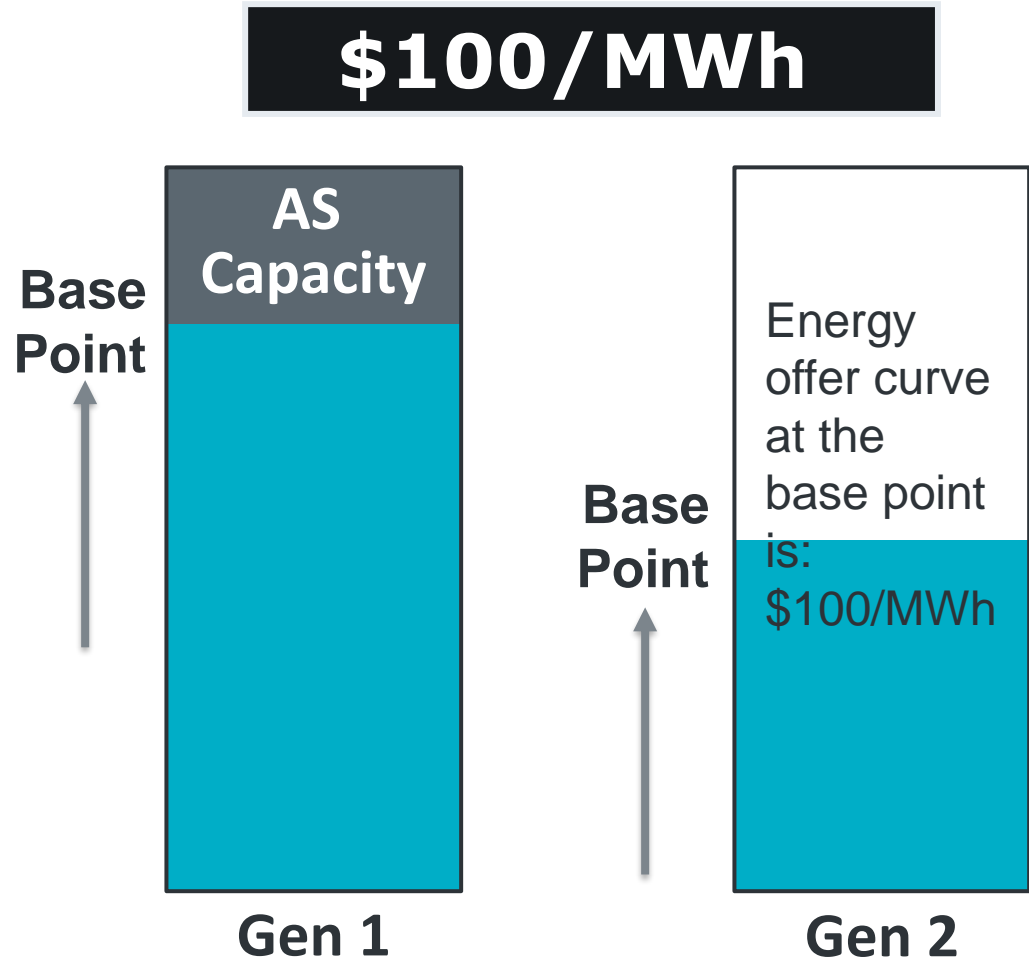 $100/MWh
AS
Capacity
Base
Point
Energy
offer curve
at the
base point
is:
$100/MWh
Base
Point
Gen 1
Gen 2